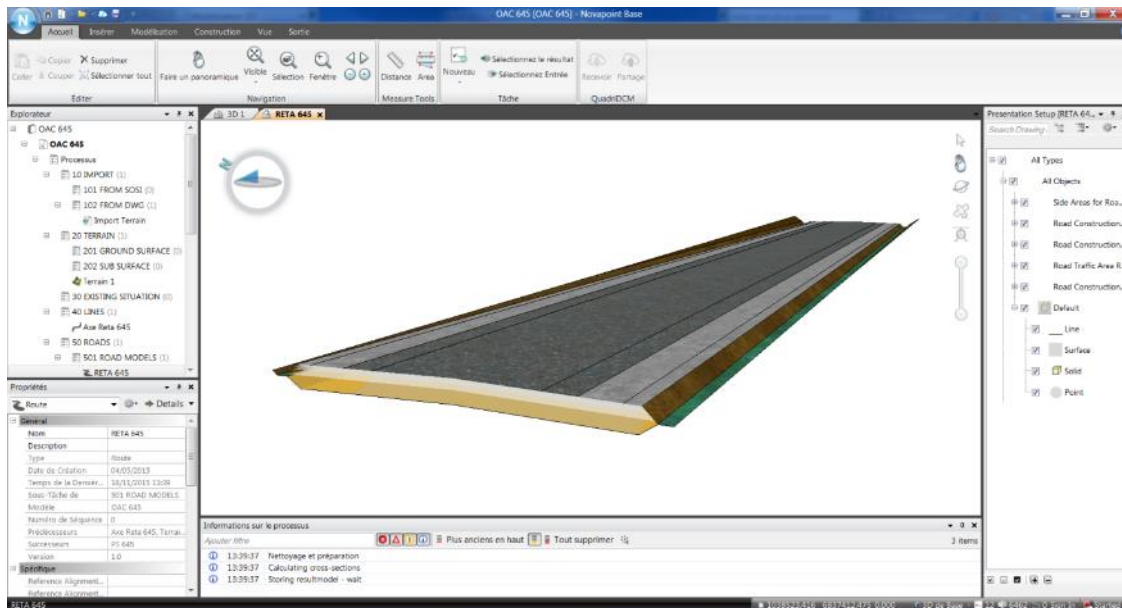 OAC 645 [OAC 645] - Novapoint Base
Accueil Insérer Modélisation Construction Vue Sortie
Coller Copier Couper Supprimer Sélectionner tout
Faire un panoramique Visible Sélection Fenêtre
Distance Area
Nouveau Sélectionnez le résultat
Sélectionnez Entrée
Recevoir Partage
Editer Navigation Measure Tools Tâche QuadriDCM
Explorateur
OAC 645
OAC 645
Processus
10 IMPORT (1)
101 FROM SOSI (0)
102 FROM DWG (1)
Import Terrain
20 TERRAIN (1)
201 GROUND SURFACE (0)
202 SUB SURFACE (0)
Terrain 1
30 EXISTING SITUATION (0)
40 LINES (1)
Axe Reta 645
50 ROADS (1)
501 ROAD MODELS (1)
RETA 645
Propriétés
Route Details
Général
Nom RETA 645
Description
Type Route
Date de Création 04/05/2013
Temps de la Dernièr...
Sous-Tâche de 501 ROAD MODELS
Modèle OAC 645
Numéro de Séquence 0
Prédécesseurs Axe Reta 645, Terrai...
Successeurs PS 645
Version 1.0
Spécifique
Reference Alignment...
Reference Alignment...
3D 1 RETA 645
N
Informations sur le processus
Ajouter filtre Plus anciens en haut Tout supprimer 3 items
13:39:37 Nettoyage et préparation
13:39:37 Calculating cross-sections
13:39:37 Storing resultmodel - wait
Presentation Setup [RETA 64...
Search Drawing
All Types
All Objects
Side Areas for Roa...
Road Construction...
Road Construction...
Road Traffic Area R
Road Construction...
Default
Line
Surface
Solid
Point
RETA 645